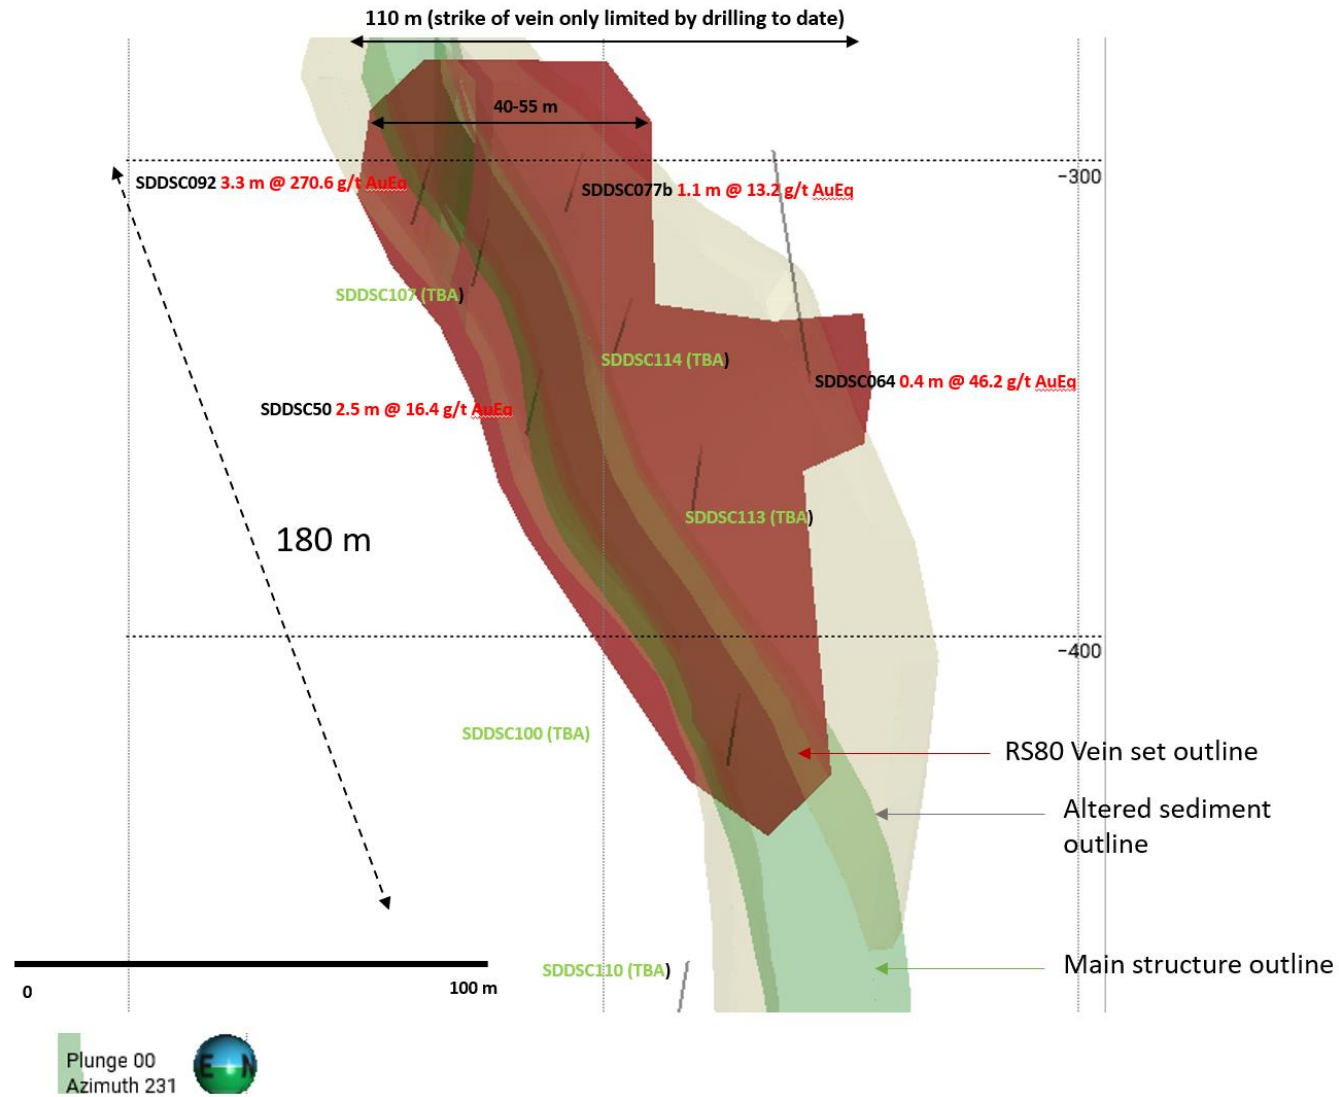 110 m (strike of vein only limited by drilling to date)
40-55 m
SDDSC092 3.3 m @ 270.6 g/t AuEq
SDDSC077b 1.1 m @ 13.2 g/t AuEq
−300
SDDSC107 (TBA)
SDDSC114 (TBA)
SDDSC064 0.4 m @ 46.2 g/t AuEq
SDDSC50 2.5 m @ 16.4 g/t AuEq
SDDSC113 (TBA)
180 m
−400
SDDSC100 (TBA)
RS80 Vein set outline
Altered sediment
outline
SDDSC110 (TBA)
Main structure outline
0
100 m
Plunge 00
Azimuth 231
E N